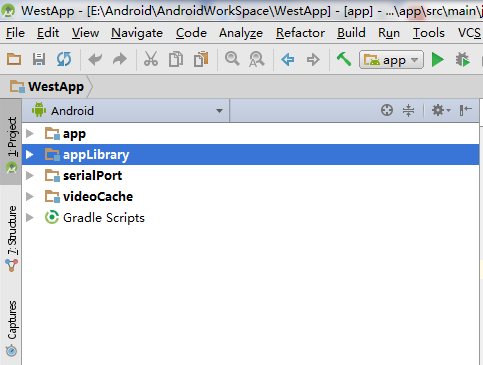 WestApp - [E:\Android\AndroidWorkSpace\WestApp] - [app] - ...\app\src\main\j
File Edit View Navigate Code Analyze Refactor Build Run Tools VCS
app
WestApp
1: Project
Android
app
appLibrary
serialPort
videoCache
Gradle Scripts
7: Structure
Captures